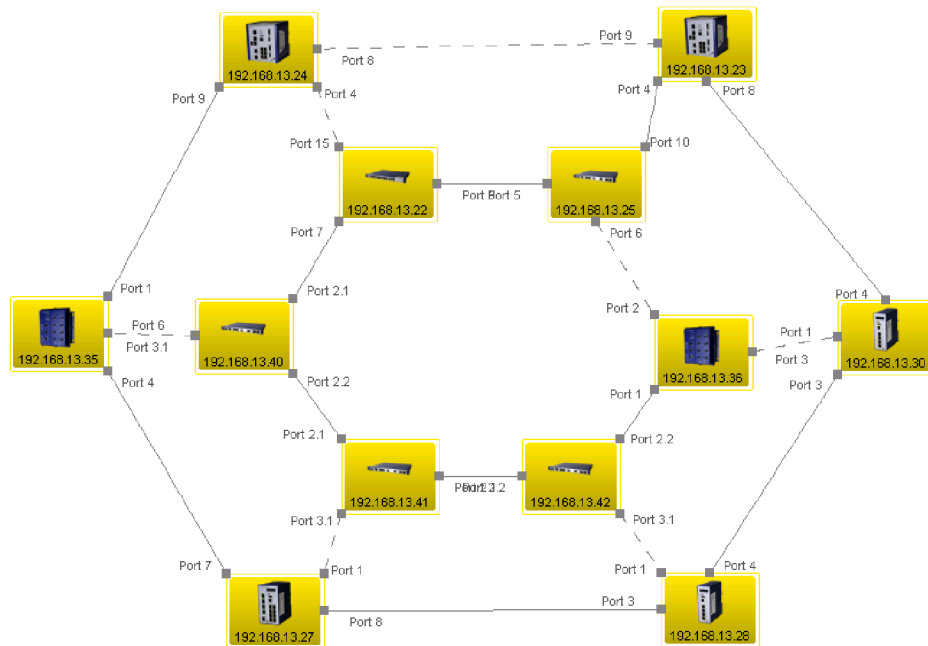 Port 9
Port 8
192.168.13.24
192.168.13.23
Port 9
Port 4
Port 4
Port 8
Port 15
Port 10
Port 5
192.168.13.22
192.168.13.25
Port 7
Port 6
Port 1
Port 2.1
Port 4
Port 6
Port 2
Port 1
Port 3.1
Port 3
192.168.13.35
192.168.13.40
192.168.13.36
192.168.13.30
Port 4
Port 2.2
Port 1
Port 3
Port 2.1
Port 2.2
192.168.13.41
192.168.13.42
Port 3.1
Port 3.1
Port 7
Port 1
Port 1
Port 4
Port 3
Port 8
192.168.13.27
192.168.13.28